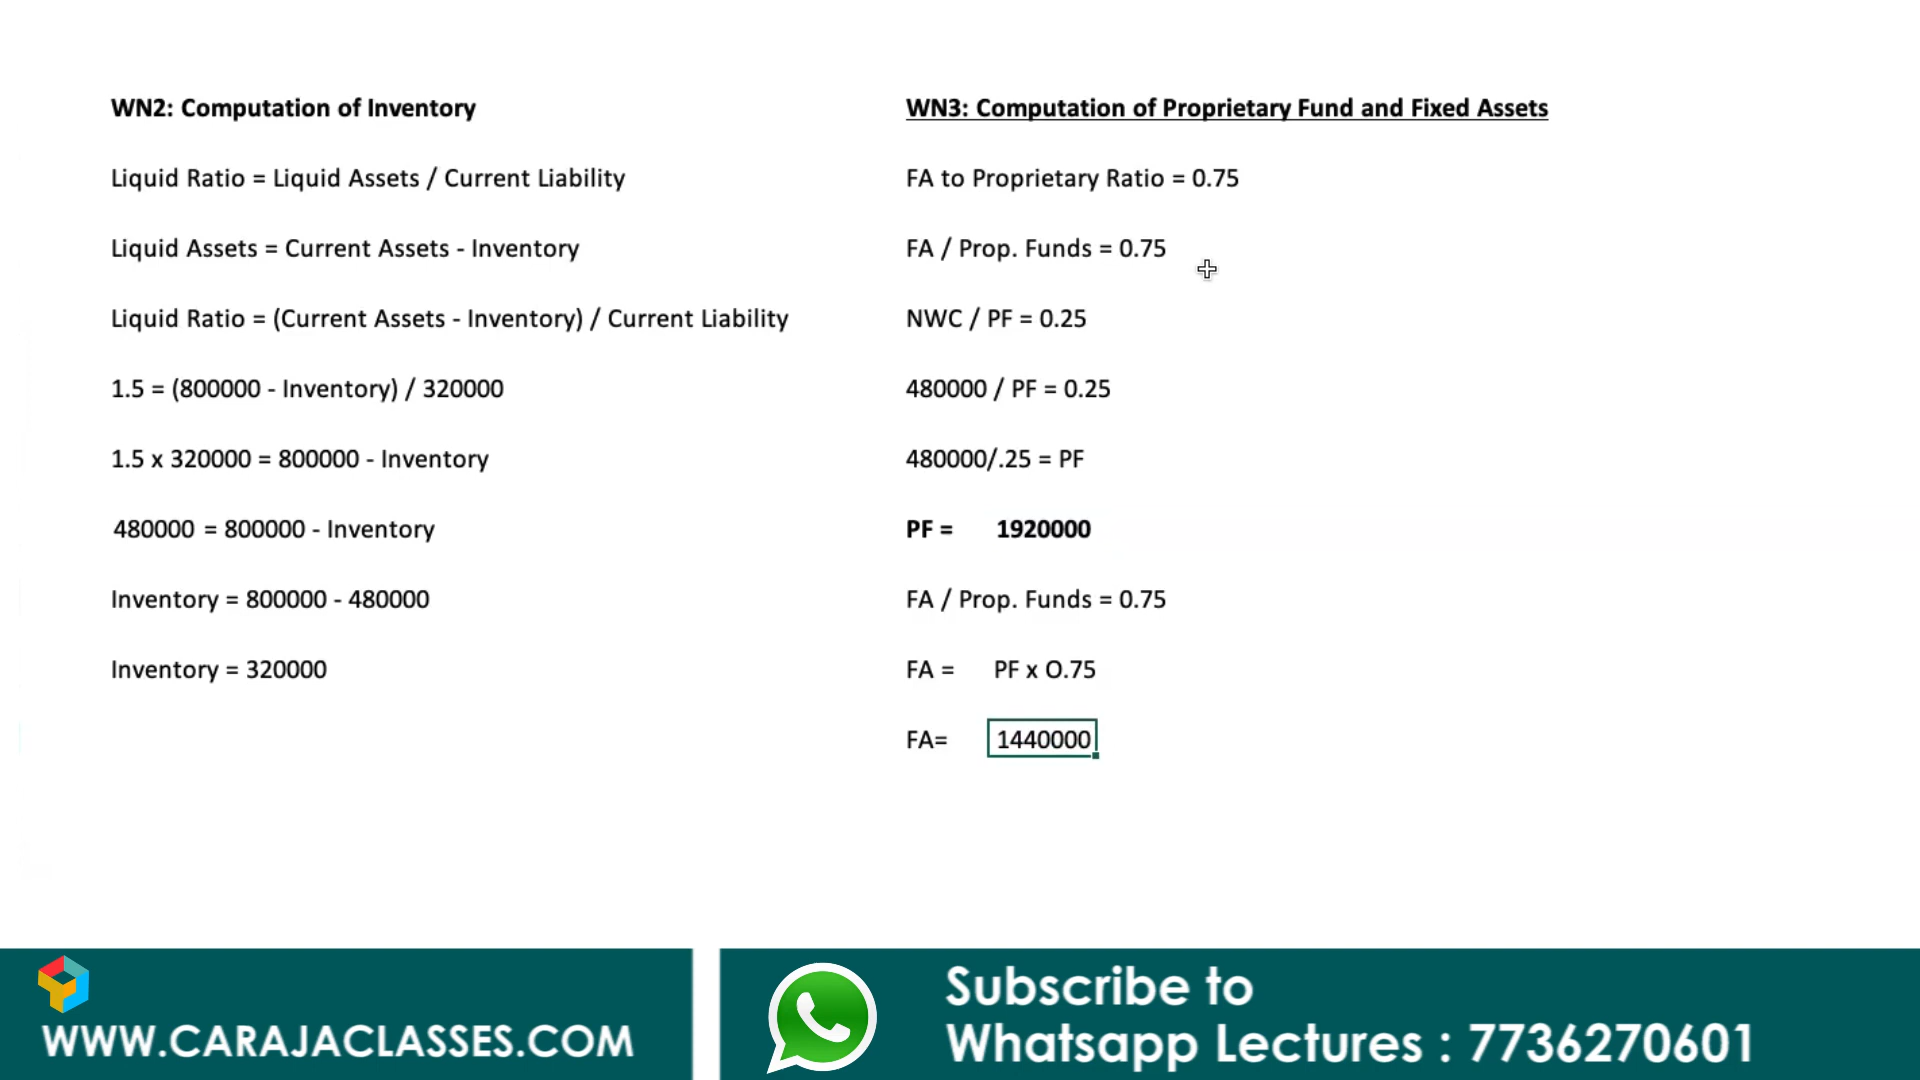 WN2: Computation of Inventory
Liquid Ratio = Liquid Assets / Current Liability
Liquid Assets = Current Assets - Inventory
Liquid Ratio = (Current Assets - Inventory) / Current Liability
1.5 = (800000 - Inventory) / 320000
1.5 x 320000 = 800000 - Inventory
480000 = 800000 - Inventory
Inventory = 800000 - 480000
Inventory = 320000
WN3: Computation of Proprietary Fund and Fixed Assets
FA to Proprietary Ratio = 0.75
FA / Prop. Funds = 0.75
NWC / PF = 0.25
480000 / PF = 0.25
480000/.25 = PF
PF = 1920000
FA / Prop. Funds = 0.75
FA = PF x O.75
FA= 1440000
WWW.CARAJACLASSES.COM
Subscribe to
Whatsapp Lectures : 7736270601